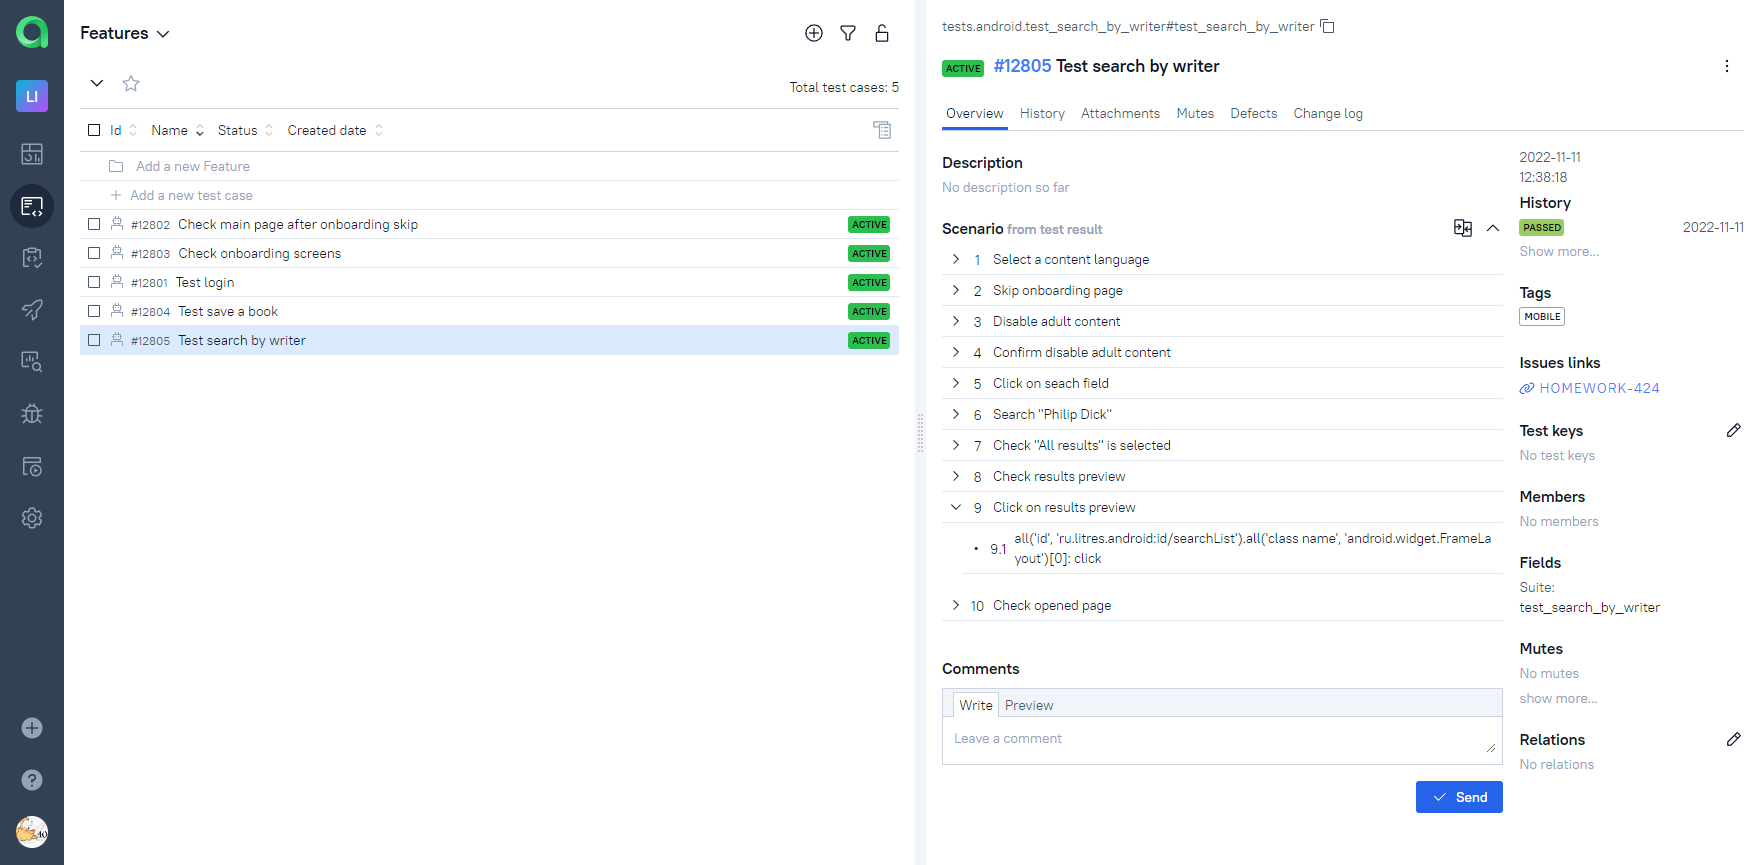 LI
Features
Total test cases: 5
Id Name Status Created date
Add a new Feature
Add a new test case
#12802 Check main page after onboarding skip ACTIVE
#12803 Check onboarding screens ACTIVE
#12801 Test login ACTIVE
#12804 Test save a book ACTIVE
#12805 Test search by writer ACTIVE
tests.android.test_search_by_writer#test_search_by_writer
ACTIVE #12805 Test search by writer
Overview History Attachments Mutes Defects Change log
Description
No description so far
Scenario from test result
1 Select a content language
2 Skip onboarding page
3 Disable adult content
4 Confirm disable adult content
5 Click on seach field
6 Search "Philip Dick"
7 Check "All results" is selected
8 Check results preview
9 Click on results preview
• 9.1 all('id', 'ru.litres.android:id/searchList').all('class name', 'android.widget.FrameLa
yout')[0]: click
10 Check opened page
Comments
Write Preview
Leave a comment
Send
2022-11-11
12:38:18
History
PASSED 2022-11-11
Show more...
Tags
MOBILE
Issues links
HOMEWORK-424
Test keys
No test keys
Members
No members
Fields
Suite:
test_search_by_writer
Mutes
No mutes
show more...
Relations
No relations